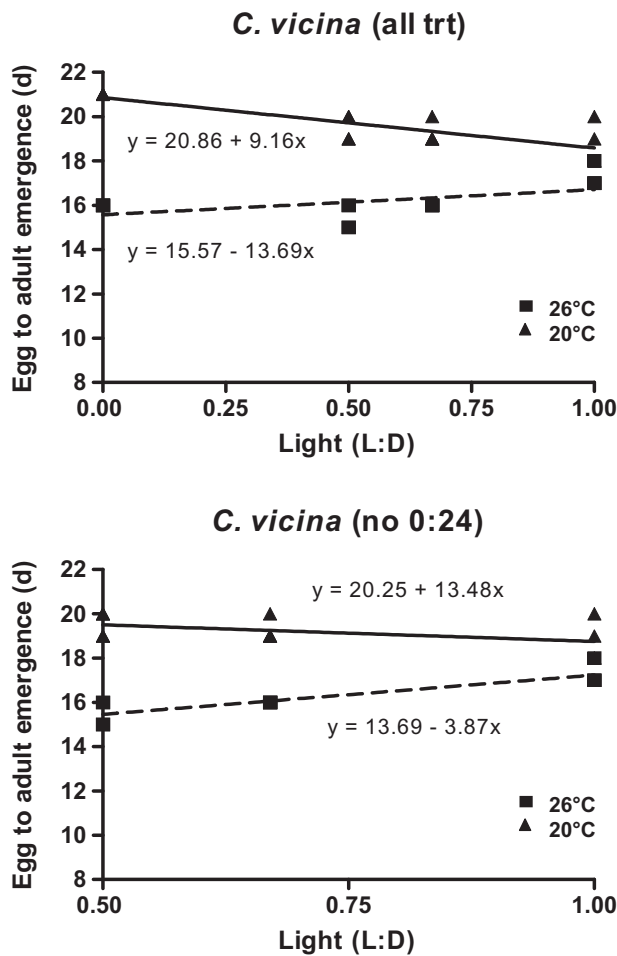 C. vicina (all trt)
Egg to adult emergence (d)
22
20
18
16
14
12
10
8
y = 20.86 + 9.16x
y = 15.57 - 13.69x
26°C
20°C
0.00 0.25 0.50 0.75 1.00
Light (L:D)
C. vicina (no 0:24)
Egg to adult emergence (d)
22
20
18
16
14
12
10
8
y = 20.25 + 13.48x
y = 13.69 - 3.87x
26°C
20°C
0.50 0.75 1.00
Light (L:D)